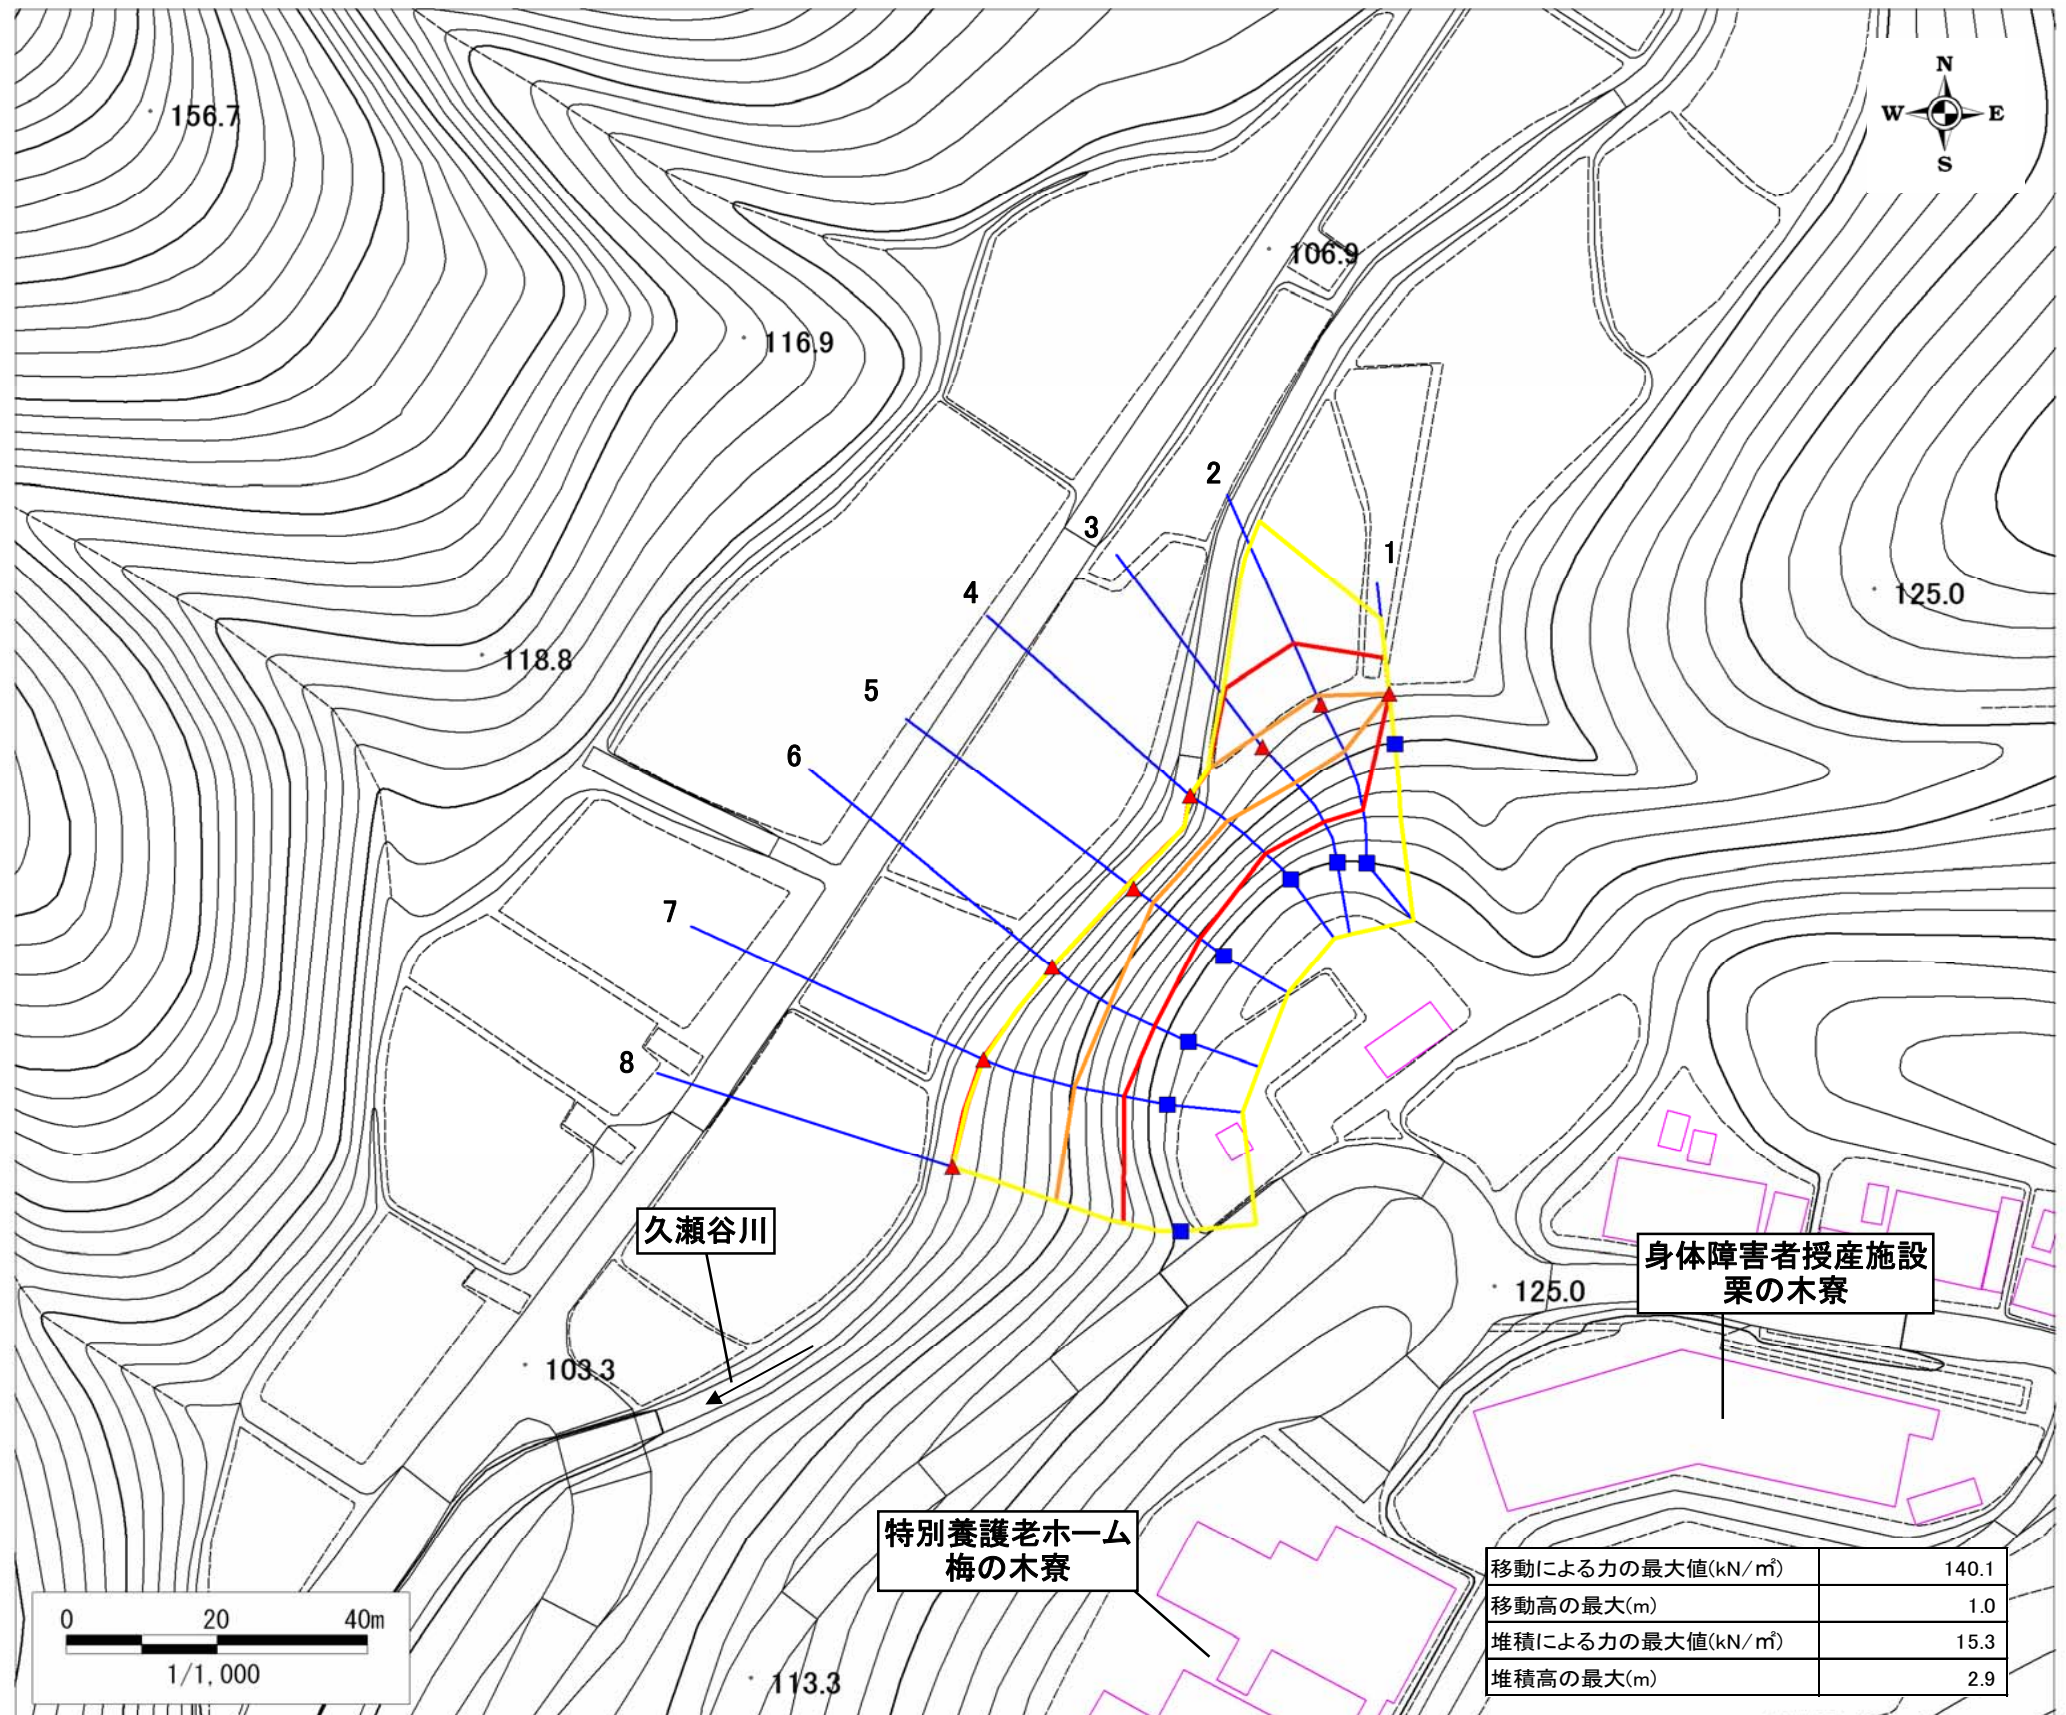 N
W E
S
156.7
106.9
116.9
2
3
1
4
125.0
118.8
5
6
7
8
久瀬谷川
身体障害者授産施設
栗の木寮
125.0
103.3
特別養護老ホーム
梅の木寮
移動による力の最大値(kN/㎡) 140.1
移動高の最大(m) 1.0
堆積による力の最大値(kN/㎡) 15.3
堆積高の最大(m) 2.9
0 20 40m
1/1,000
113.3